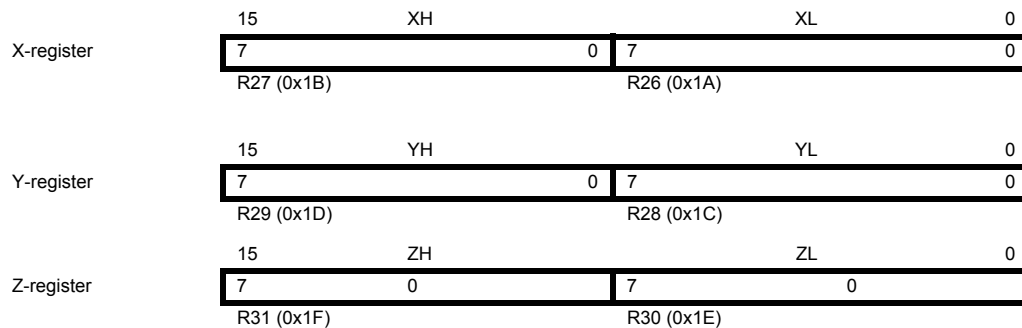 15 XH XL 0
X-register 7 0 7 0
R27 (0x1B) R26 (0x1A)
15 YH YL 0
Y-register 7 0 7 0
R29 (0x1D) R28 (0x1C)
15 ZH ZL 0
Z-register 7 0 7 0
R31 (0x1F) R30 (0x1E)